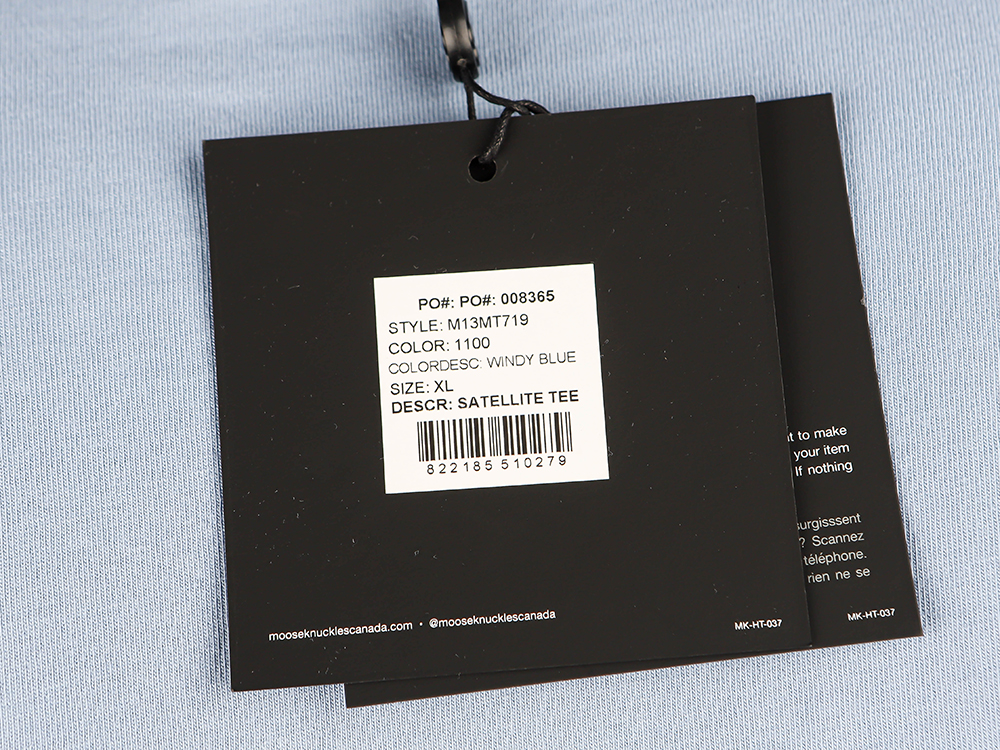 PO#: PO#: 008365
STYLE: M13MT719
COLOR: 1100
COLORDESC: WINDY BLUE
SIZE: XL
DESCR: SATELLITE TEE
822185 510279
mooseknucklescanada.com • @mooseknucklescanada
MK-HT-037
to make
your item
If nothing
surgisssent
? Scannez
téléphone.
rien ne se
MK-HT-037